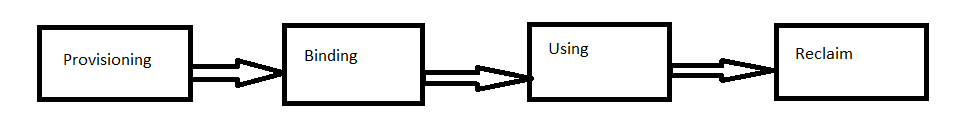 Provisioning
Binding
Using
Reclaim